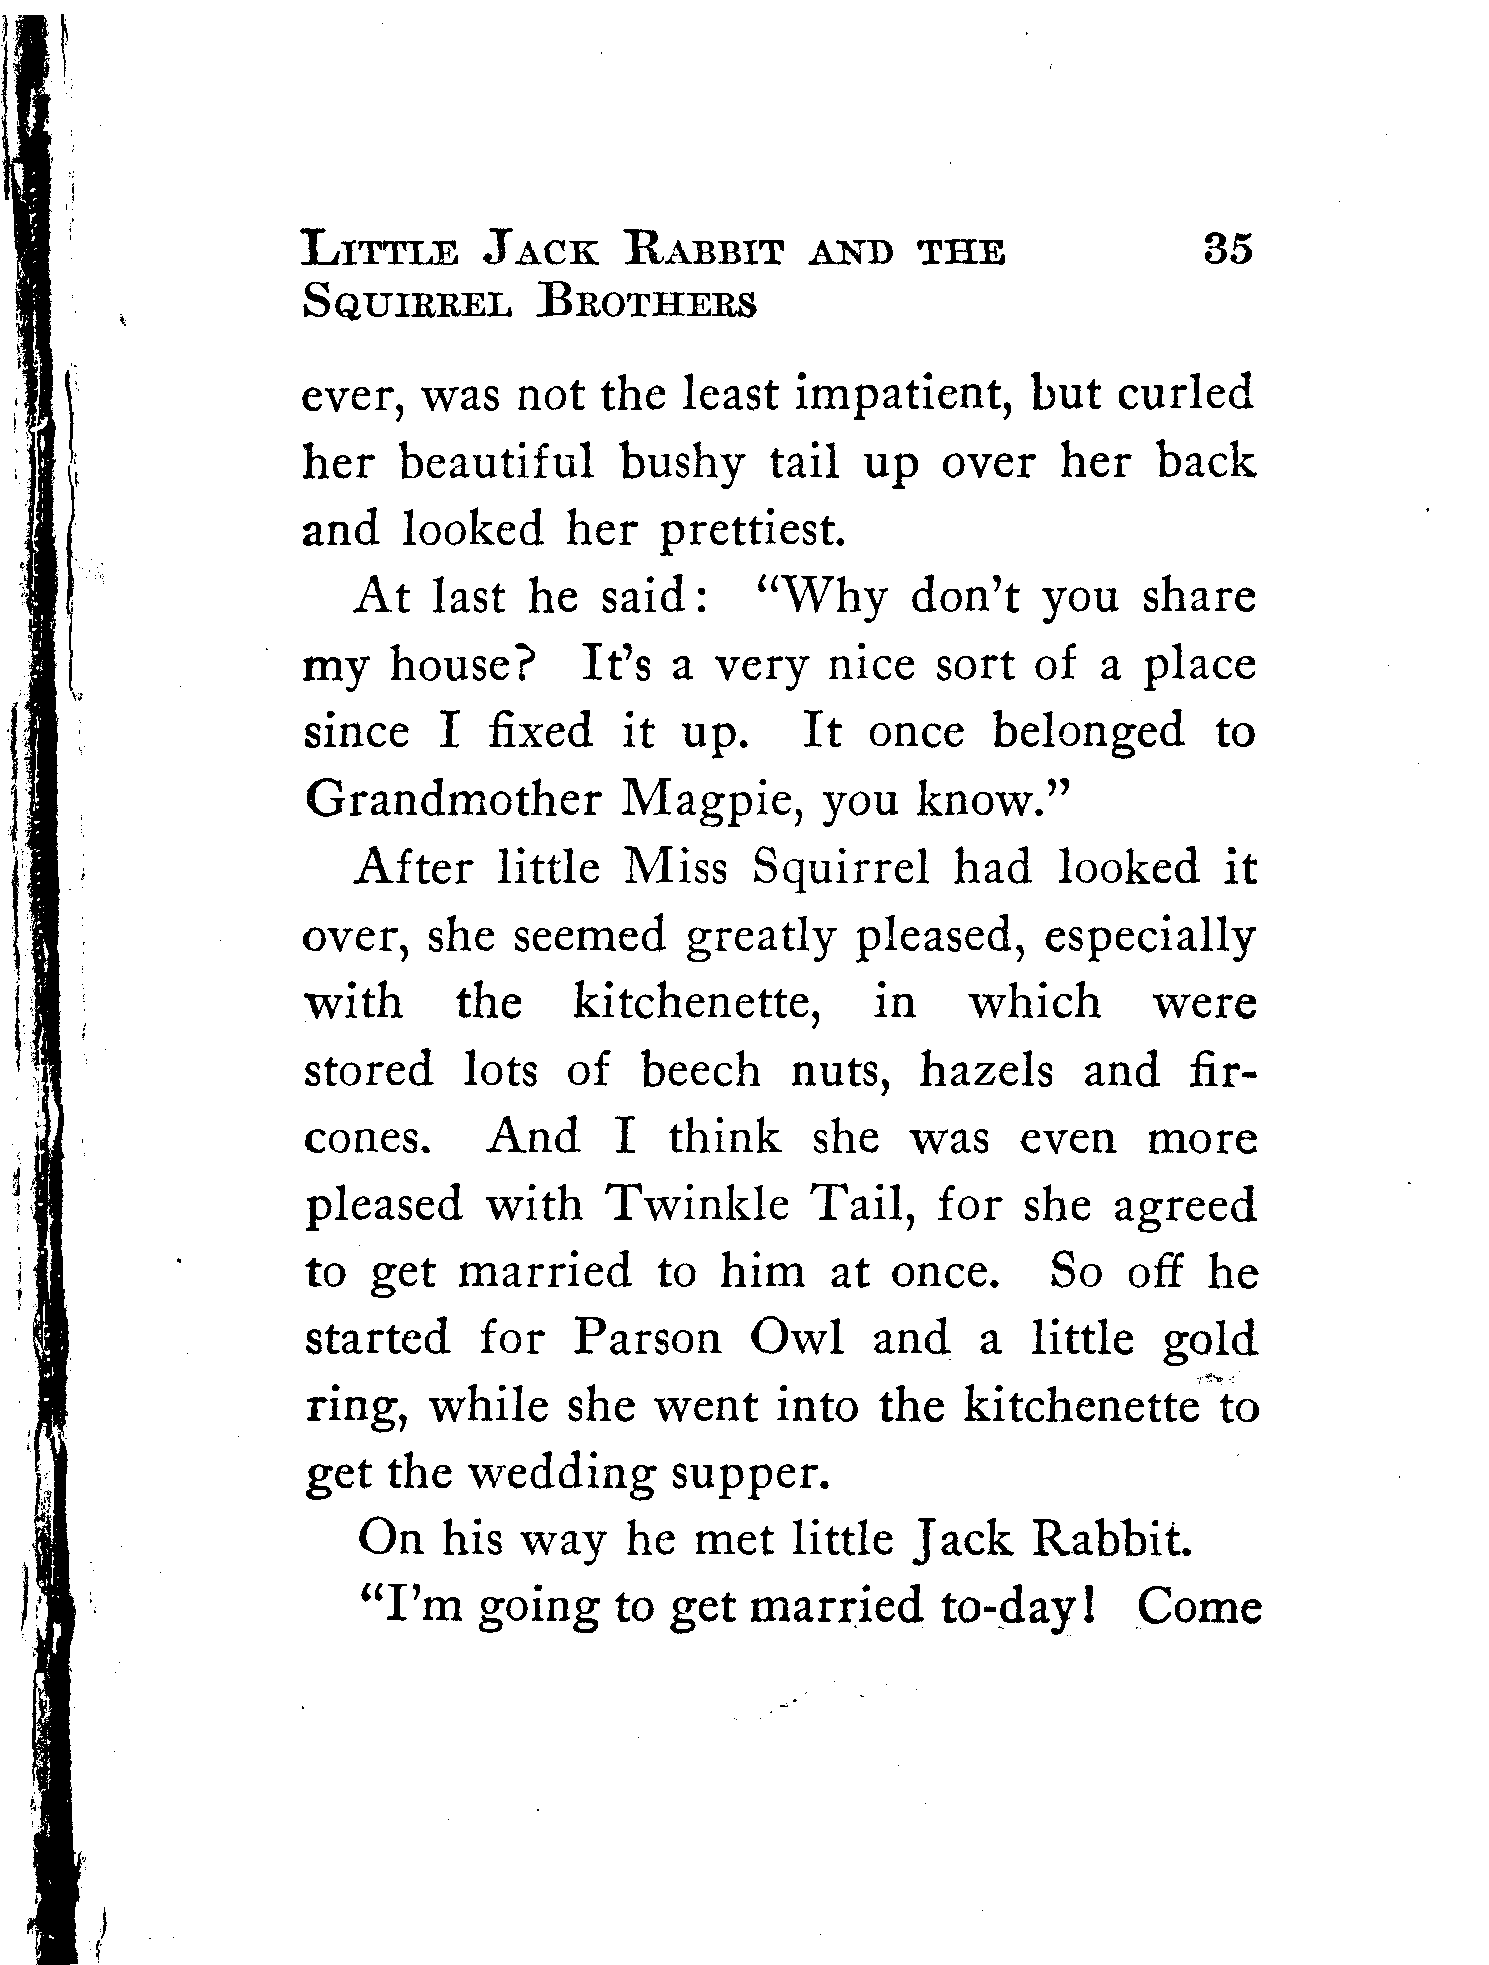 LITTLE JACK RABBIT AND THE 35
SQUIRREL BROTHERS
ever, was not the least impatient, but curled
her beautiful bushy tail up over her back
and looked her prettiest.
At last he said: “Why don’t you share
my house? It’s a very nice sort of a place
since I fixed it up. It once belonged to
Grandmother Magpie, you know.”
After little Miss Squirrel had looked it
over, she seemed greatly pleased, especially
with the kitchenette, in which were
stored lots of beech nuts, hazels and fir-
cones. And I think she was even more
pleased with Twinkle Tail, for she agreed
to get married to him at once. So off he
started for Parson Owl and a little gold
ring, while she went into the kitchenette to
get the wedding supper.
On his way he met little Jack Rabbit.
“I’m going to get married to-day! Come